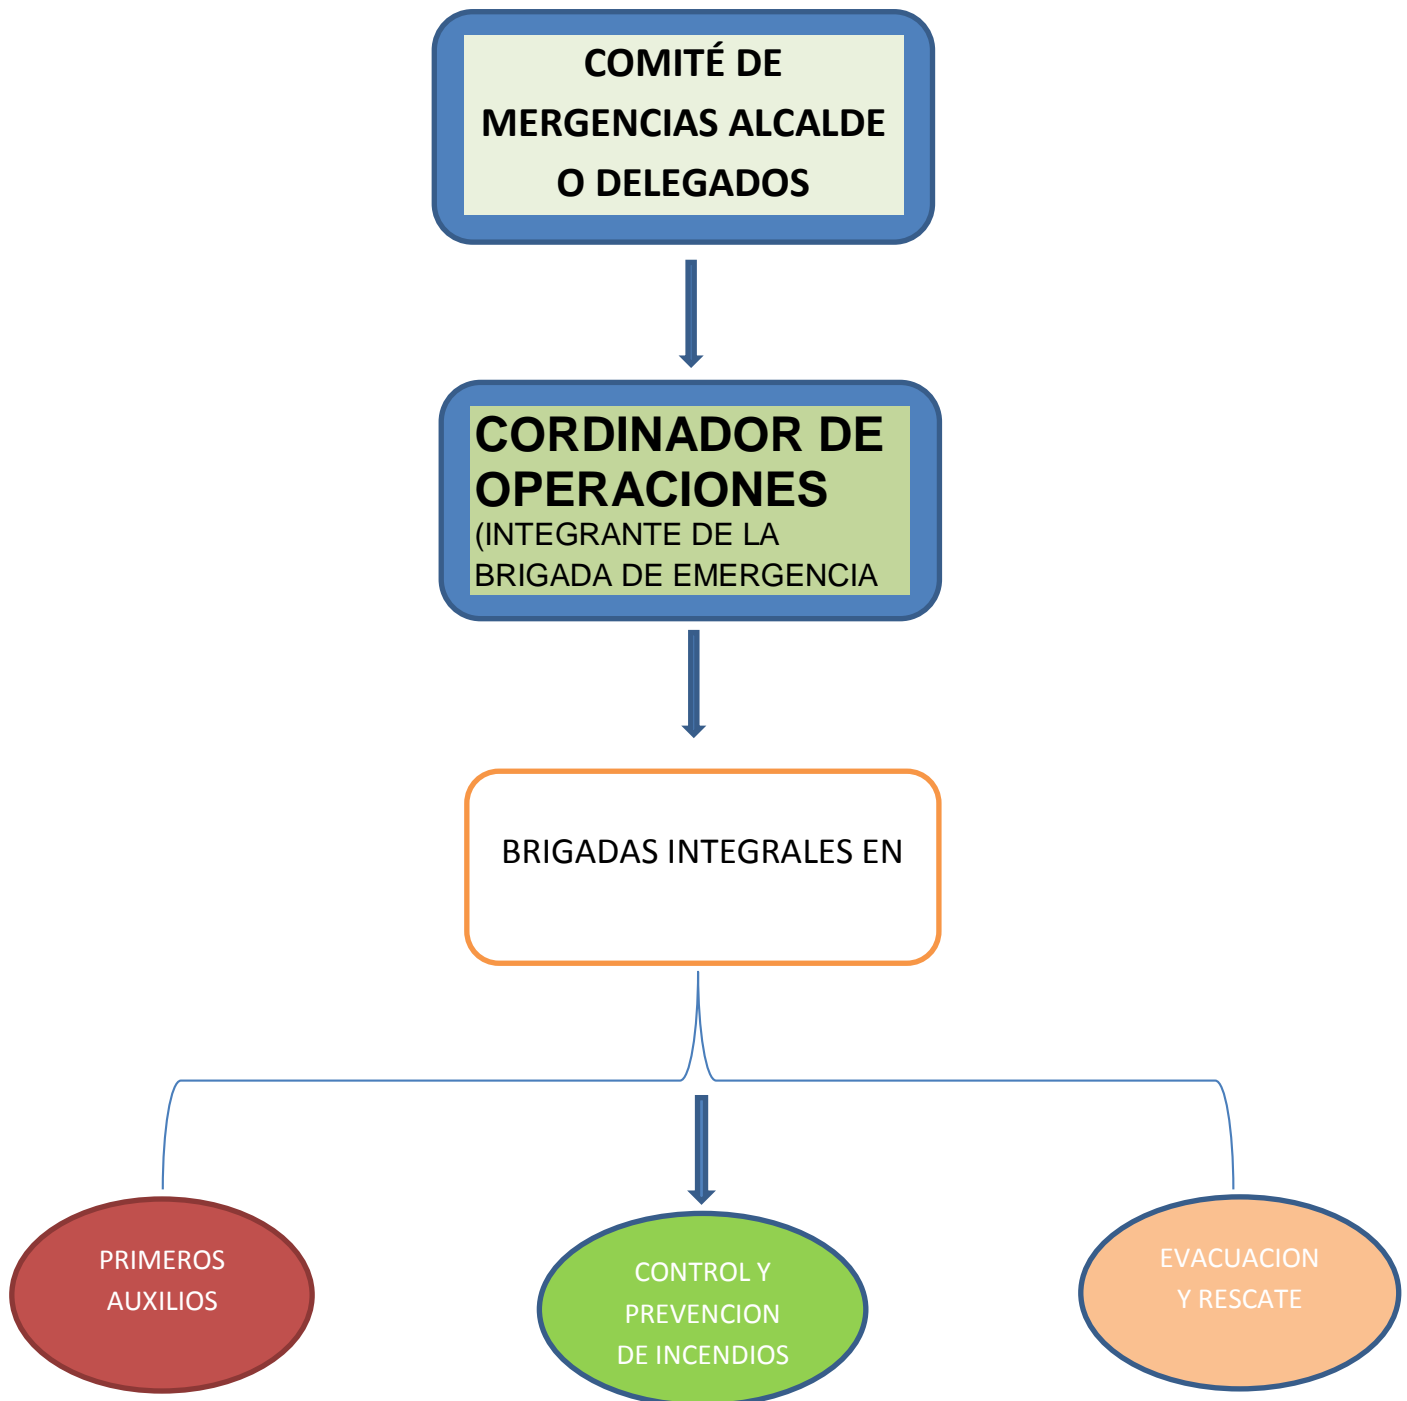 COMITÉ DE
MERGENCIAS ALCALDE
O DELEGADOS
CORDINADOR DE
OPERACIONES
(INTEGRANTE DE LA
BRIGADA DE EMERGENCIA
BRIGADAS INTEGRALES EN
PRIMEROS
AUXILIOS
CONTROL Y
PREVENCION
DE INCENDIOS
EVACUACION
Y RESCATE